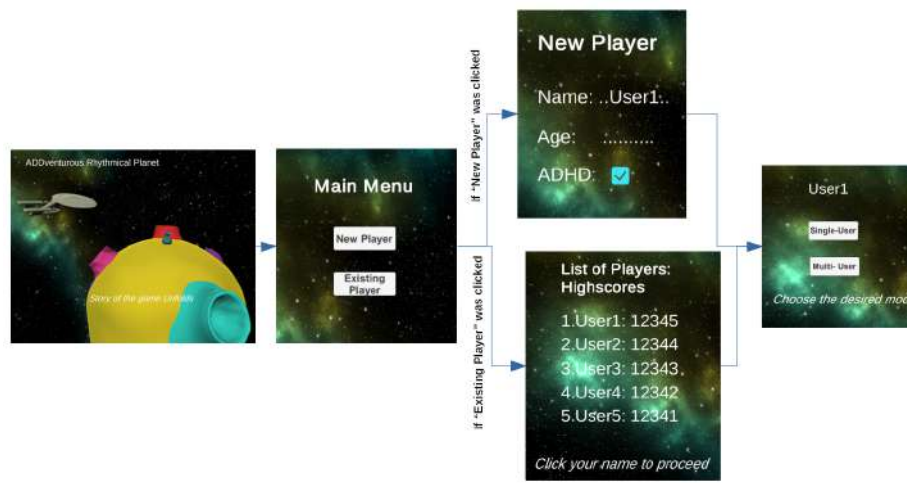 ADDventurous Rhythmical Planet
Story of the game Unfolds
Main Menu
New Player
Existing
Player
if "New Player" was clicked
if "Existing Player" was clicked
New Player
Name: ..User1..
Age: .........
ADHD:
List of Players:
Highscores
1.User1: 12345
2.User2: 12344
3.User3: 12343
4.User4: 12342
5.User5: 12341
Click your name to proceed
User1
Single-User
Multi- User
Choose the desired mod